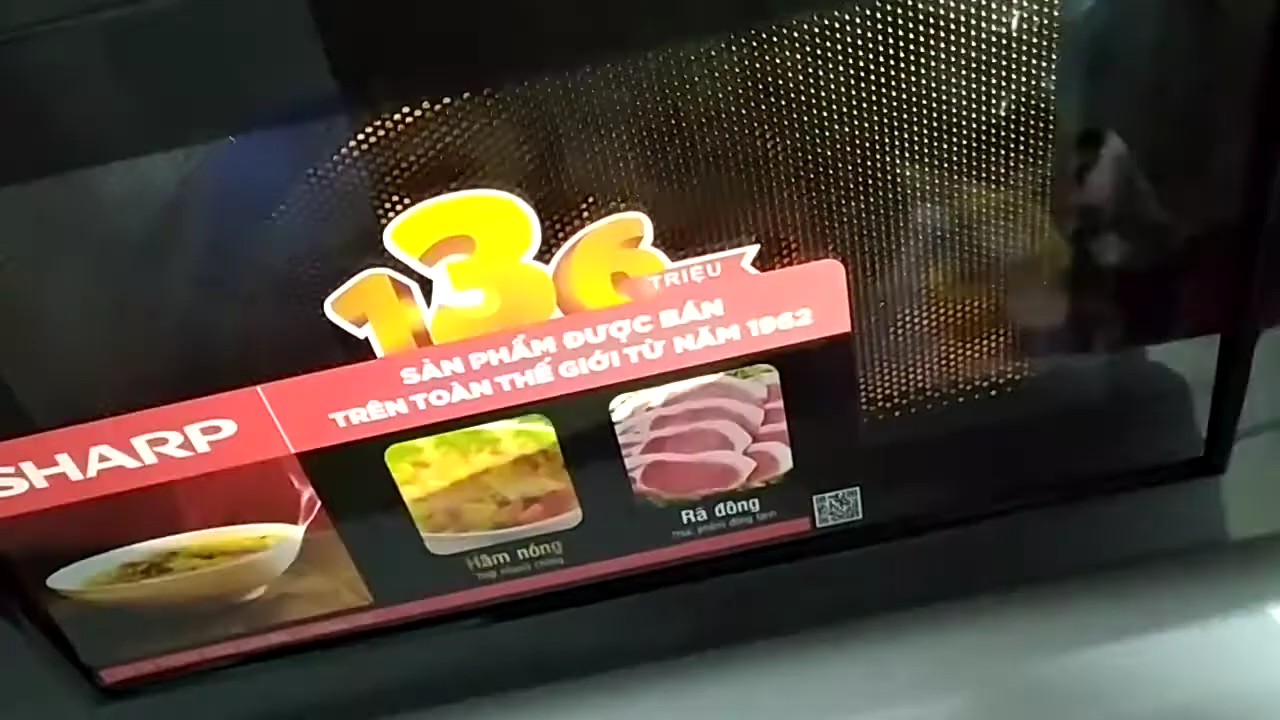 136
TRIỆU
SẢN PHẨM ĐƯỢC BÁN
TRÊN TOÀN THẾ GIỚI TỪ NĂM 1962
SHARP
Hâm nóng
Rã đông